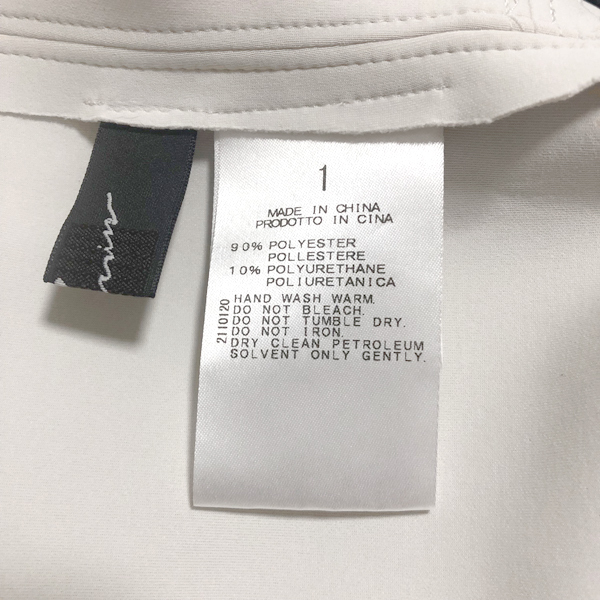 1
MADE IN CHINA
PRODOTTO IN CINA
90% POLYESTER
POLLESTERE
10% POLYURETHANE
POLIURETANICA
HAND WASH WARM.
DO NOT BLEACH.
DO NOT TUMBLE DRY.
DO NOT IRON.
DRY CLEAN PETROLEUM
SOLVENT ONLY GENTLY.
2110120